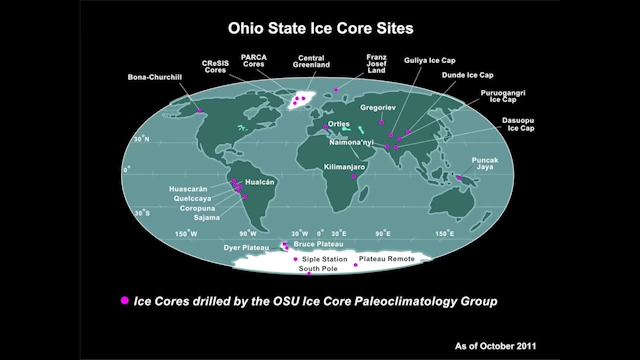 Ohio State Ice Core Sites
PARCA
Cores
Central
Greenland
Franz
Josef
Land
CReSIS
Cores
Guliya Ice Cap
Bona-Churchill
Dunde Ice Cap
Puruogangri
Ice Cap
Gregoriev
Dasuopu
Ice Cap
Ortles
30°N
Naimona'nyi
Puncak
Jaya
Kilimanjaro
0°
Hualcán
Huascarán
Quelccaya
Coropuna
Sajama
30°S
150°W
90°W
30°W
0°
30°E
90°E
150°E
Dyer Plateau
Bruce Plateau
Siple Station
Plateau Remote
South Pole
Ice Cores drilled by the OSU Ice Core Paleoclimatology Group
As of October 2011